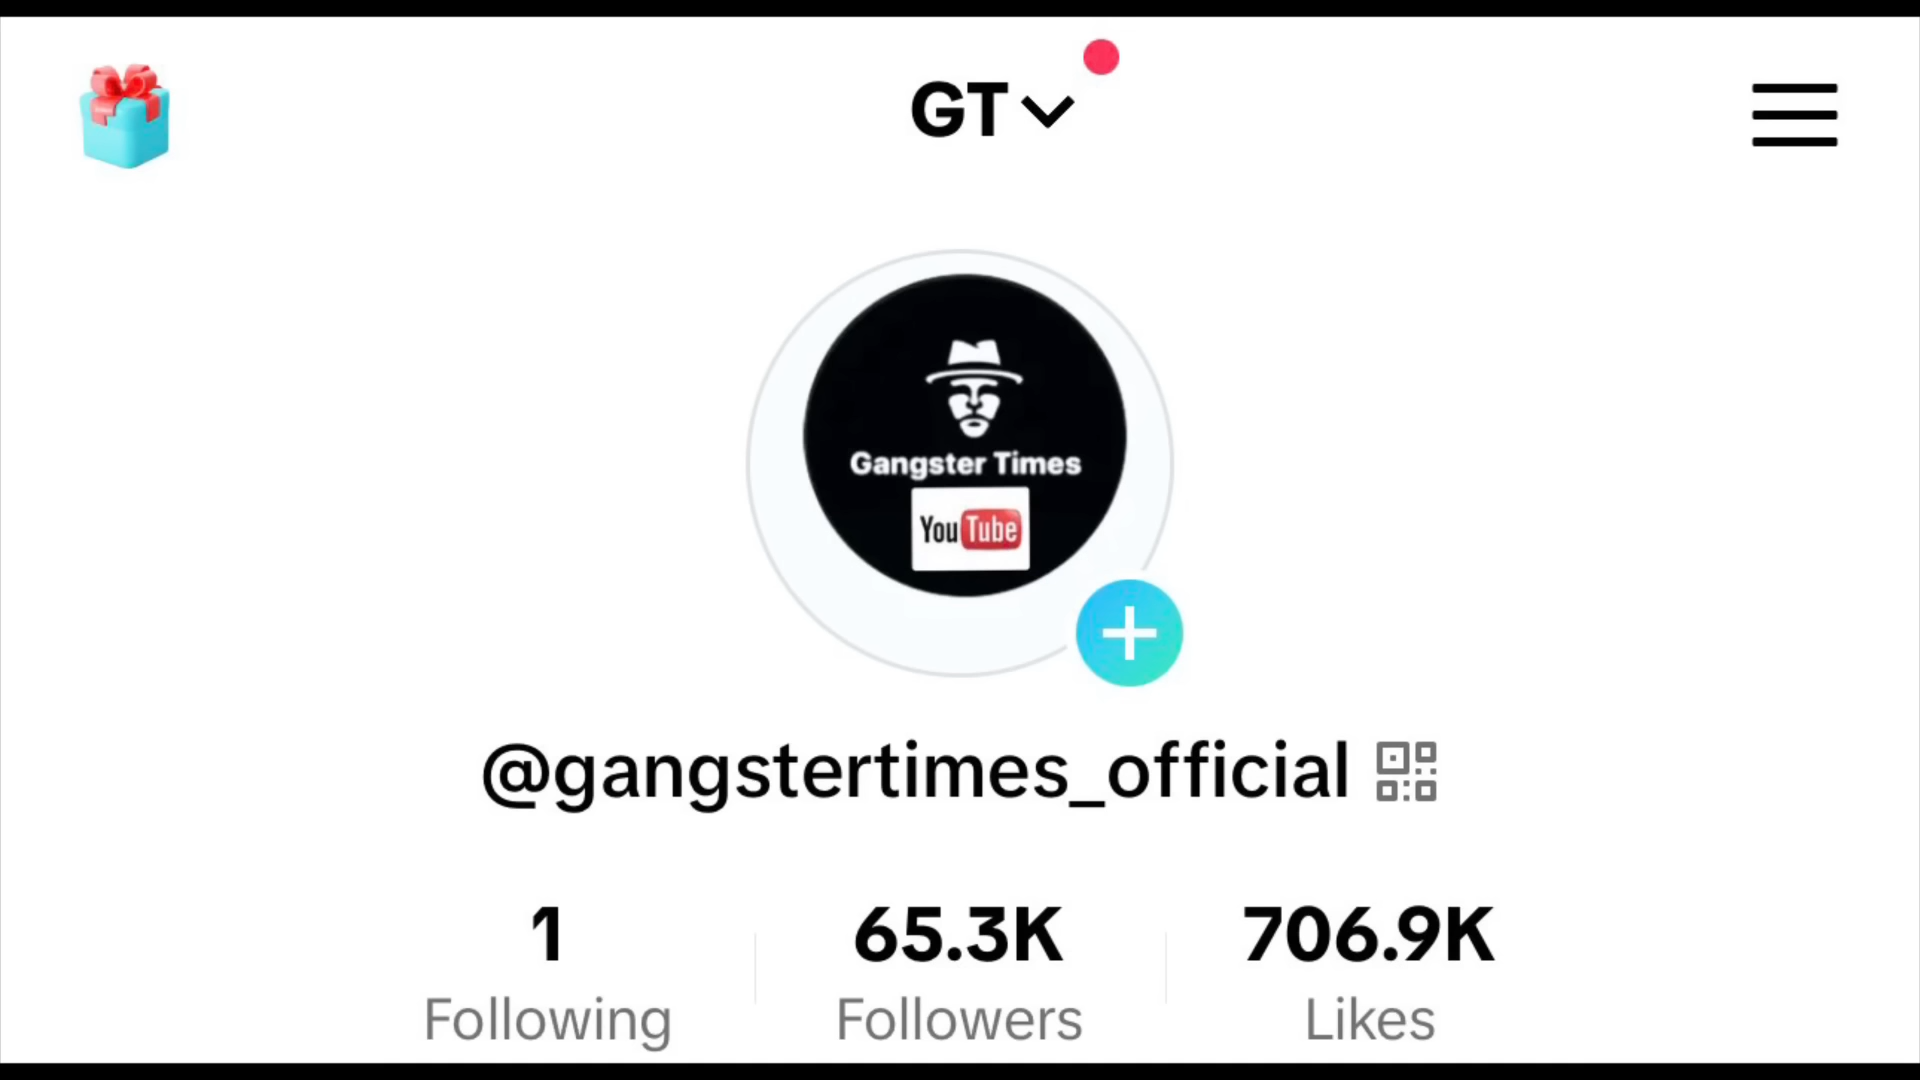 GT
Gangster Times
YouTube
@gangstertimes_official
1 65.3K 706.9K
Following Followers Likes